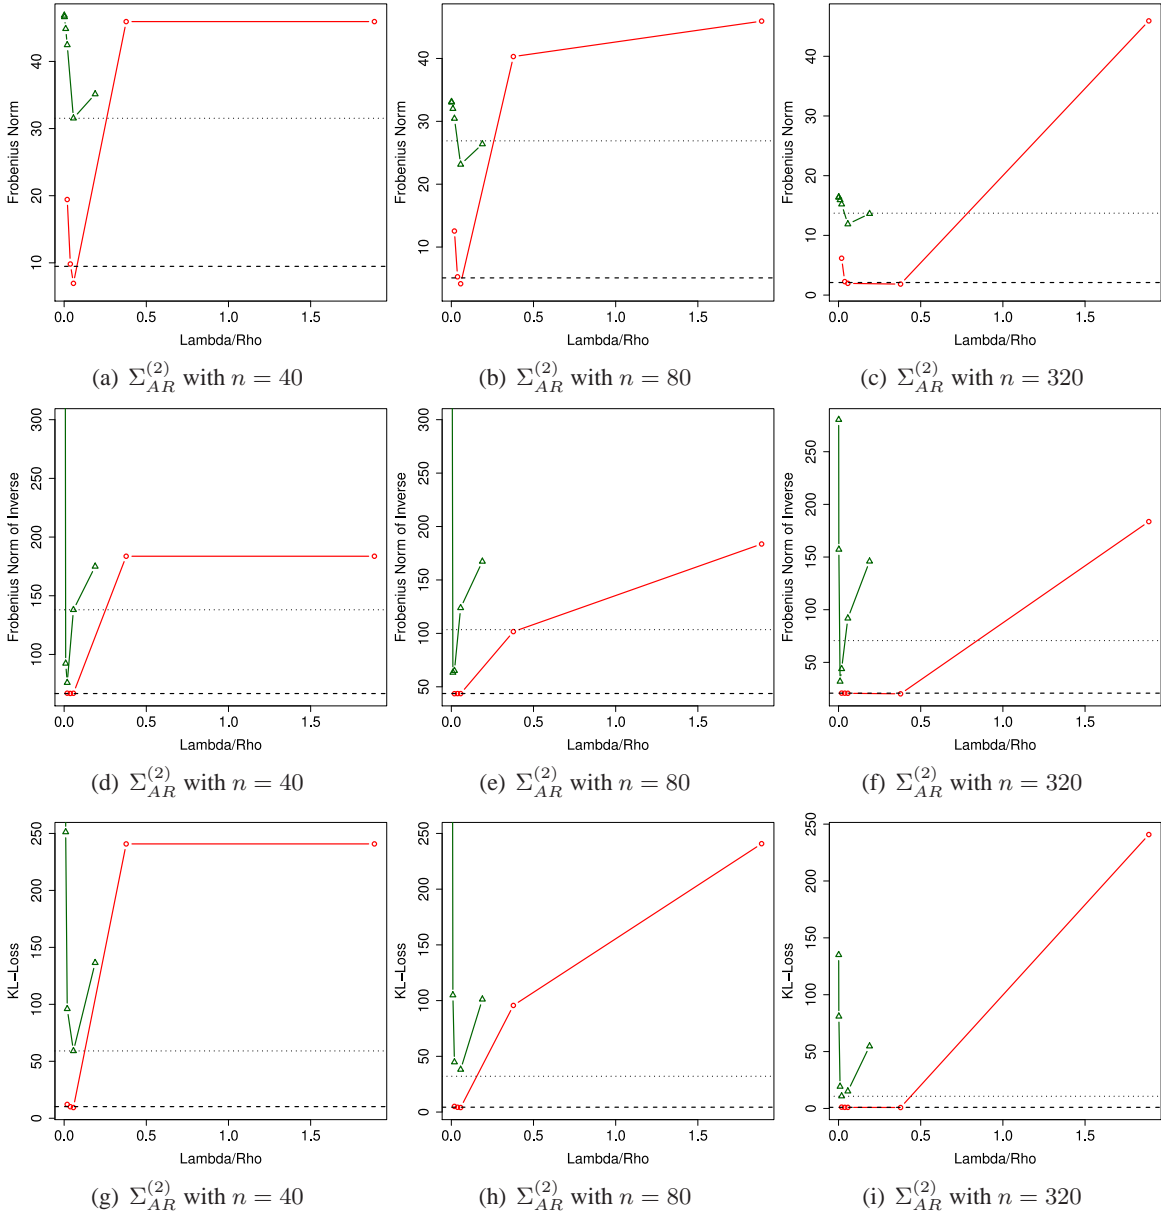 Frobenius Norm
10 20 30 40
0.0 0.5 1.0 1.5
Lambda/Rho
(a) Σ_{AR}^{(2)} with n = 40
Frobenius Norm
10 20 30 40
0.0 0.5 1.0 1.5
Lambda/Rho
(b) Σ_{AR}^{(2)} with n = 80
Frobenius Norm
0 10 20 30 40
0.0 0.5 1.0 1.5
Lambda/Rho
(c) Σ_{AR}^{(2)} with n = 320
Frobenius Norm of Inverse
100 150 200 250 300
0.0 0.5 1.0 1.5
Lambda/Rho
(d) Σ_{AR}^{(2)} with n = 40
Frobenius Norm of Inverse
50 100 150 200 250 300
0.0 0.5 1.0 1.5
Lambda/Rho
(e) Σ_{AR}^{(2)} with n = 80
Frobenius Norm of Inverse
50 100 150 200 250
0.0 0.5 1.0 1.5
Lambda/Rho
(f) Σ_{AR}^{(2)} with n = 320
KL−Loss
0 50 100 150 200 250
0.0 0.5 1.0 1.5
Lambda/Rho
(g) Σ_{AR}^{(2)} with n = 40
KL−Loss
0 50 100 150 200 250
0.0 0.5 1.0 1.5
Lambda/Rho
(h) Σ_{AR}^{(2)} with n = 80
KL−Loss
0 50 100 150 200 250
0.0 0.5 1.0 1.5
Lambda/Rho
(i) Σ_{AR}^{(2)} with n = 320